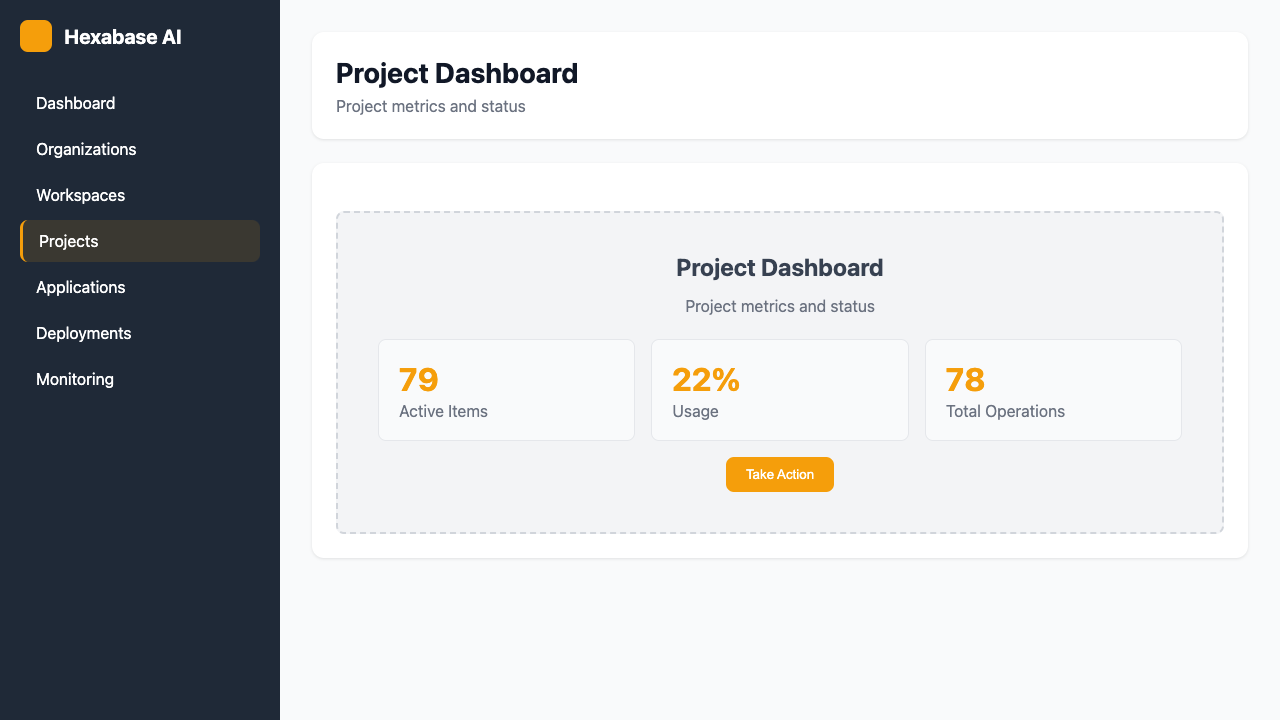 Hexabase AI
Dashboard
Organizations
Workspaces
Projects
Applications
Deployments
Monitoring
Project Dashboard
Project metrics and status
Project Dashboard
Project metrics and status
79
Active Items
22%
Usage
78
Total Operations
Take Action